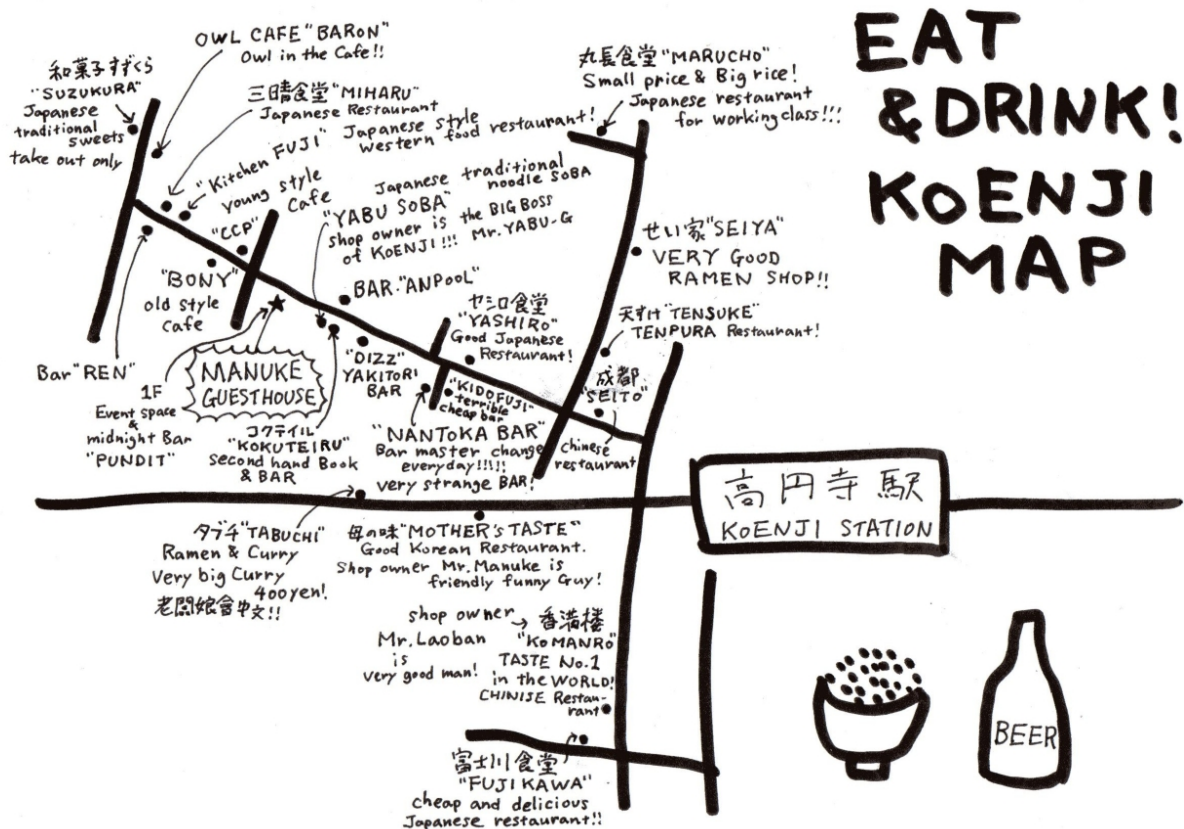 EAT
& DRINK!
KOENJI
MAP
OWL CAFE "BARON"
Owl in the Cafe!!
和菓子すずくら
"SUZUKURA"
Japanese
traditional
sweets
take out only
三晴食堂 "MIHARU"
Japanese Restaurant
"Kitchen FUJI" Japanese style
western food restaurant!
young style
Cafe
"CCP"
"YABU SOBA" Japanese traditional
noodle SOBA
shop owner is the BIG BOSS
of KOENJI!!! Mr.YABU-G
丸長食堂 "MARUCHO"
Small price & Big rice!
Japanese restaurant
for working class!!!
せい家 "SEIYA"
VERY GOOD
RAMEN SHOP!!
天すけ "TENSUKE"
TENPURA Restaurant!
"BONY"
old style
Cafe
BAR "ANPOOL"
ヤシロ食堂
"YASHIRO"
Good Japanese
Restaurant!
成都
"SEITO"
chinese
restaurant
Bar "REN"
1F
Event space
&
midnight Bar
"PUNDIT"
MANUKE
GUESTHOUSE
"DIZZ"
YAKITORI
BAR
"KIDOFUJI"
terrible
cheap bar
コクテイル
"KOKUTEIRU"
second hand Book
& BAR
"NANTOKA BAR"
Bar master change
everyday!!!!!
very strange BAR!
高円寺駅
KOENJI STATION
タブチ "TABUCHI"
Ramen & Curry
Very big Curry
400yen!
老闆娘會中文!!
母の味 "MOTHER's TASTE"
Good Korean Restaurant.
Shop owner Mr.Manuke is
friendly funny Guy!
shop owner
Mr.Laoban
is
very good man!
香満楼
"KOMANRO"
TASTE No.1
in the WORLD!
CHINISE Restau-
rant
富士川食堂
"FUJIKAWA"
cheap and delicious
Japanese restaurant!!
BEER